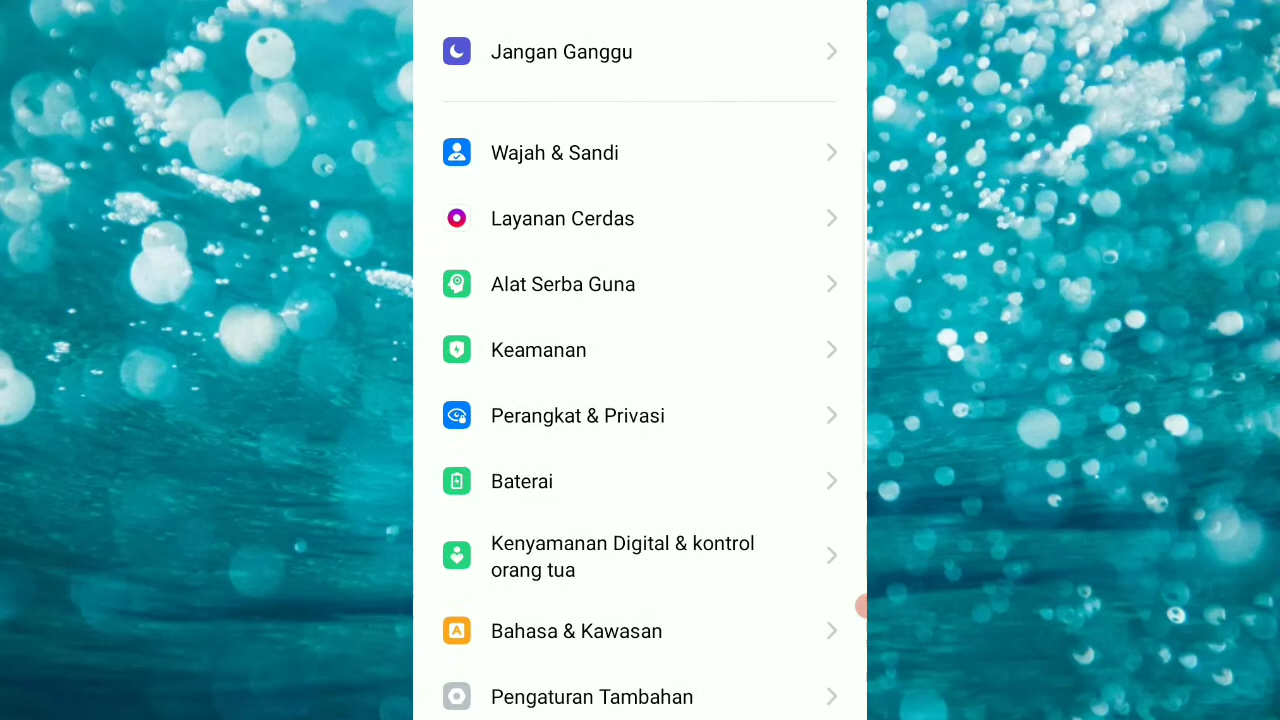 Jangan Ganggu
Wajah & Sandi
Layanan Cerdas
Alat Serba Guna
Keamanan
Perangkat & Privasi
Baterai
Kenyamanan Digital & kontrol
orang tua
Bahasa & Kawasan
Pengaturan Tambahan